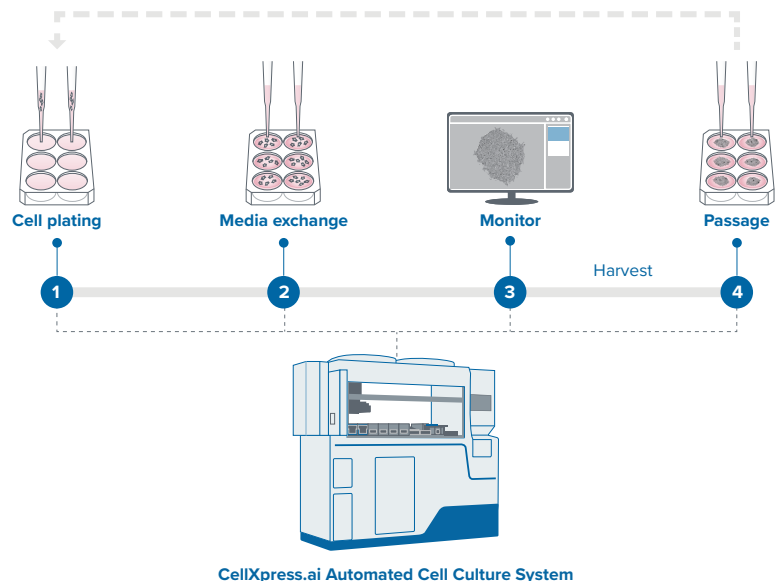 Cell plating
Media exchange
Monitor
Passage
Harvest
1
2
3
4
CellXpress.ai Automated Cell Culture System